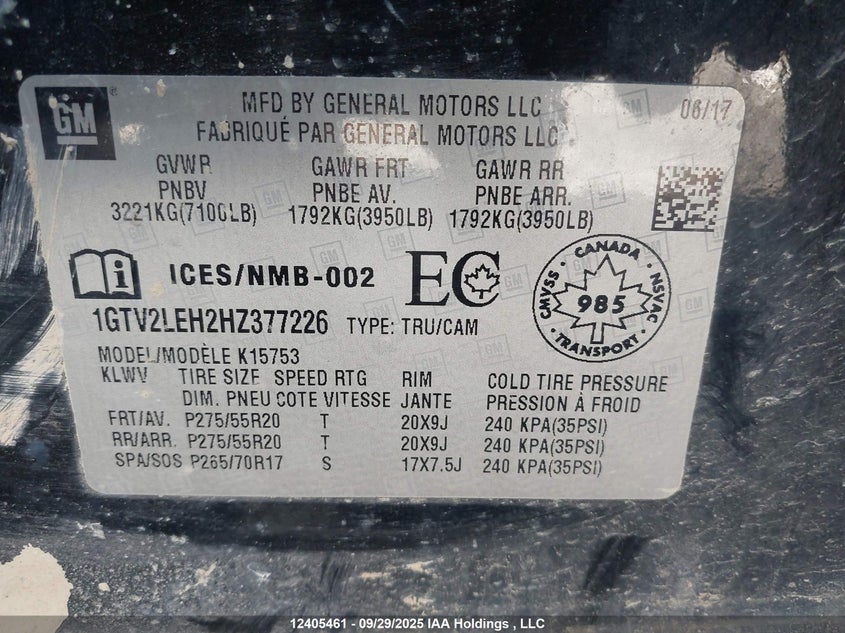 GM ®
MFD BY GENERAL MOTORS LLC 06/17
FABRIQUÉ PAR GENERAL MOTORS LLC
GVWR GAWR FRT GAWR RR
PNBV PNBE AV. PNBE ARR.
3221KG(7100LB) 1792KG(3950LB) 1792KG(3950LB)
ICES/NMB-002 EC
CANADA
CMVSS 985 NSVAC
TRANSPORT
1GTV2LEH2HZ377226 TYPE: TRU/CAM
MODEL/MODÈLE K15753
KLWV TIRE SIZE SPEED RTG RIM COLD TIRE PRESSURE
DIM. PNEU COTE VITESSE JANTE PRESSION À FROID
FRT/AV. P275/55R20 T 20X9J 240 KPA(35PSI)
RR/ARR. P275/55R20 T 20X9J 240 KPA(35PSI)
SPA/SOS P265/70R17 S 17X7.5J 240 KPA(35PSI)
12405461 - 09/29/2025 IAA Holdings , LLC